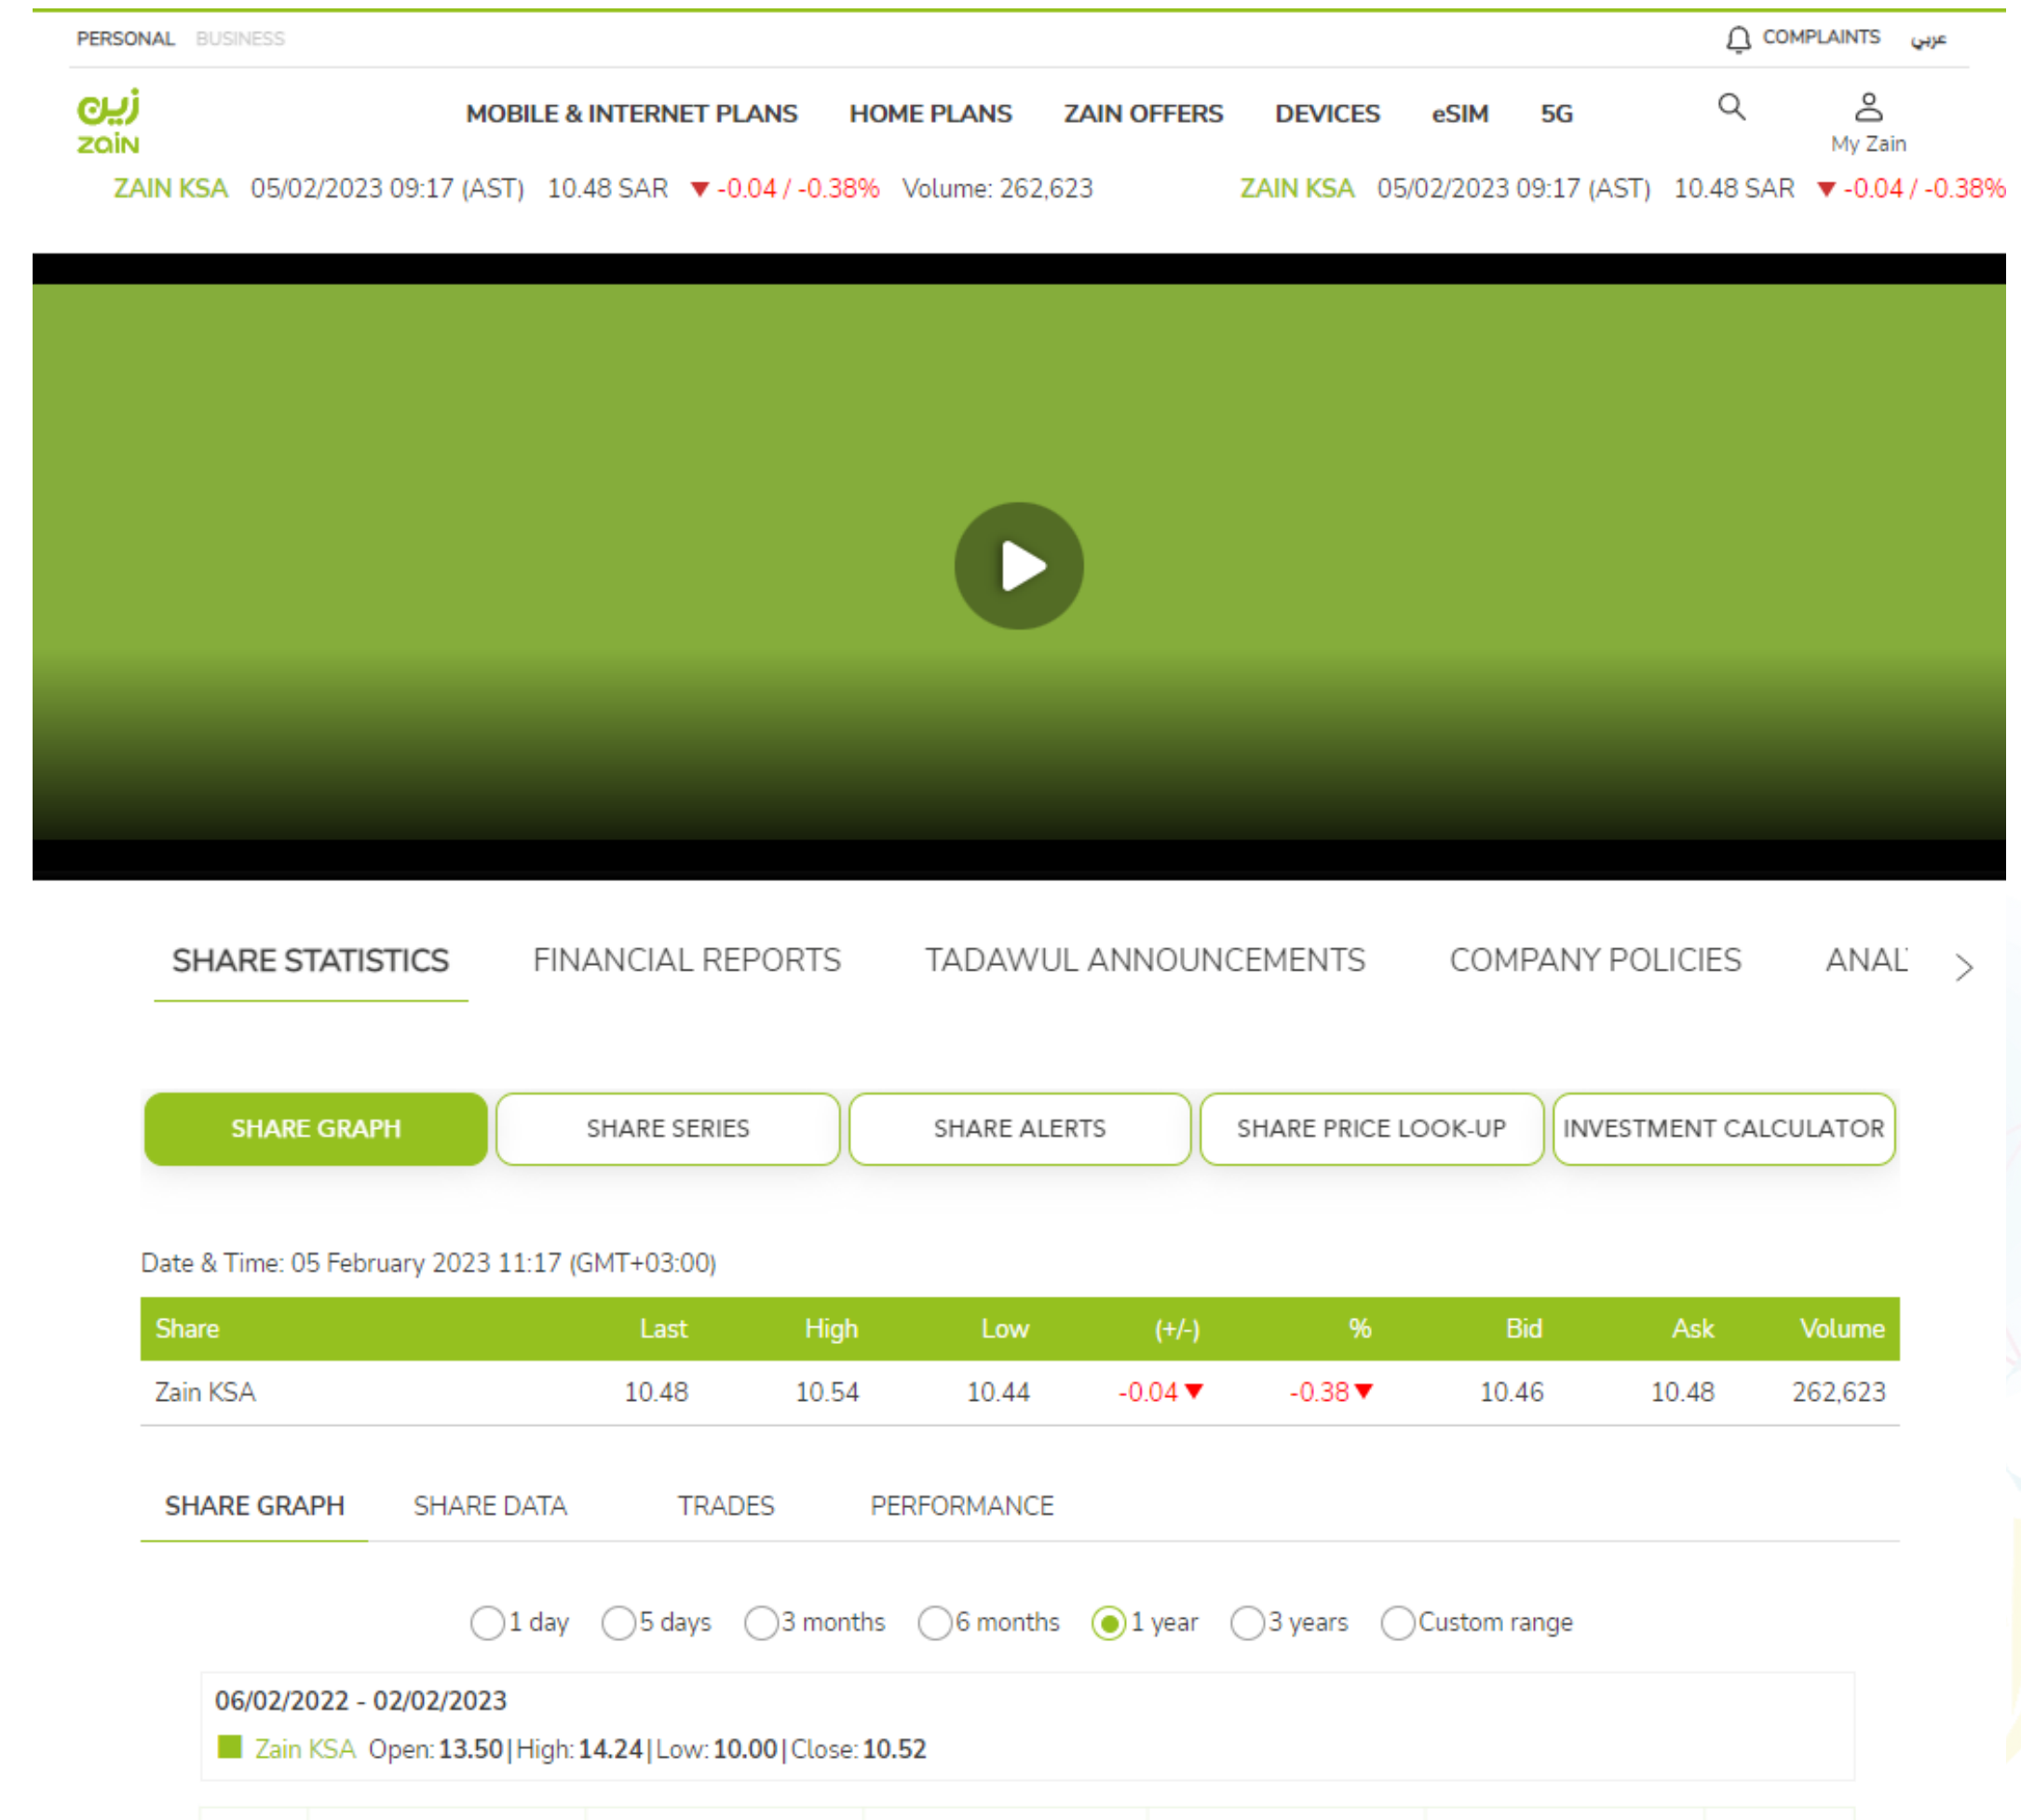 PERSONAL BUSINESS COMPLAINTS عربي
زين
zain
MOBILE & INTERNET PLANS HOME PLANS ZAIN OFFERS DEVICES eSIM 5G
My Zain
ZAIN KSA 05/02/2023 09:17 (AST) 10.48 SAR ▼ -0.04 / -0.38% Volume: 262,623 ZAIN KSA 05/02/2023 09:17 (AST) 10.48 SAR ▼ -0.04 / -0.38%
SHARE STATISTICS FINANCIAL REPORTS TADAWUL ANNOUNCEMENTS COMPANY POLICIES
SHARE GRAPH SHARE SERIES SHARE ALERTS SHARE PRICE LOOK-UP INVESTMENT CALCULATOR
Date & Time: 05 February 2023 11:17 (GMT+03:00)
Share Last High Low (+/-) % Bid Ask Volume
Zain KSA 10.48 10.54 10.44 -0.04 ▼ -0.38 ▼ 10.46 10.48 262,623
SHARE GRAPH SHARE DATA TRADES PERFORMANCE
1 day 5 days 3 months 6 months 1 year 3 years Custom range
06/02/2022 - 02/02/2023
Zain KSA Open: 13.50 | High: 14.24 | Low: 10.00 | Close: 10.52